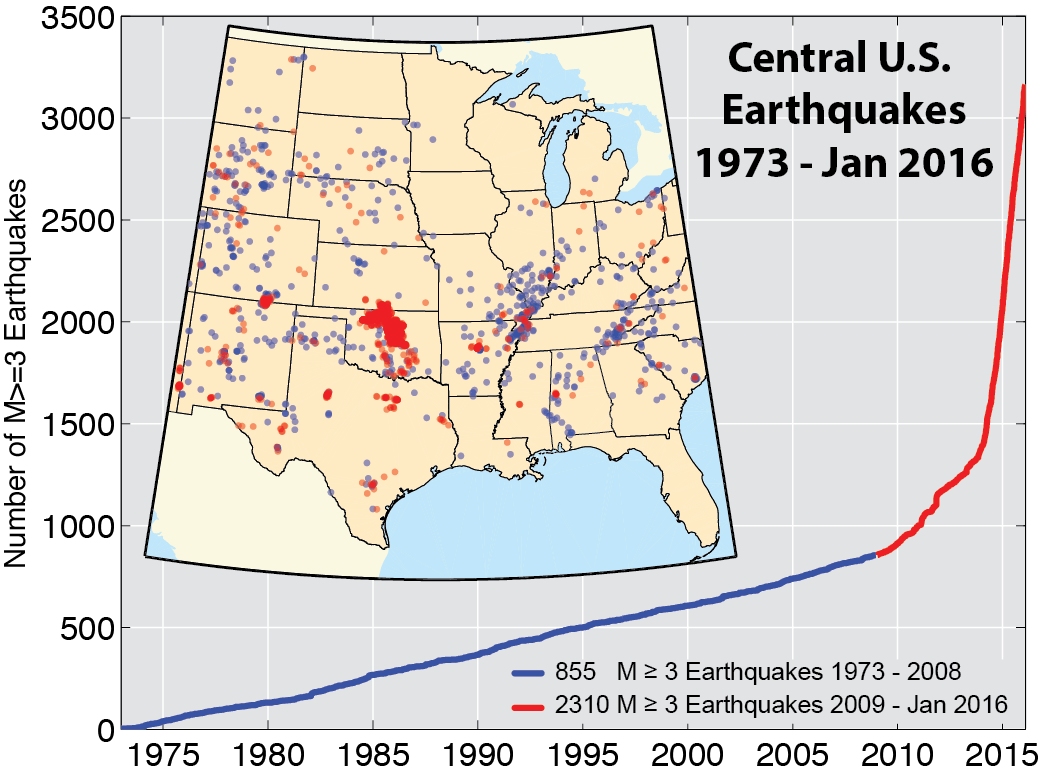 Central U.S.
Earthquakes
1973 - Jan 2016
Number of M>=3 Earthquakes
3500
3000
2500
2000
1500
1000
500
0
1975 1980 1985 1990 1995 2000 2005 2010 2015
855 M ≥ 3 Earthquakes 1973 - 2008
2310 M ≥ 3 Earthquakes 2009 - Jan 2016